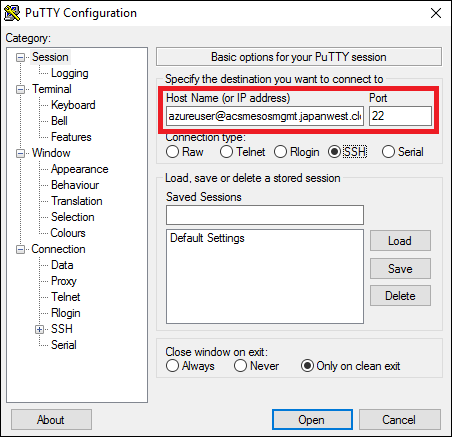 PuTTY Configuration
Category:
Session
Logging
Terminal
Keyboard
Bell
Features
Window
Appearance
Behaviour
Translation
Selection
Colours
Connection
Data
Proxy
Telnet
Rlogin
SSH
Serial
Basic options for your PuTTY session
Specify the destination you want to connect to
Host Name (or IP address) Port
azureuser@acsmesosmgmt.japanwest.cl 22
Connection type:
Raw Telnet Rlogin SSH Serial
Load, save or delete a stored session
Saved Sessions
Default Settings
Load
Save
Delete
Close window on exit:
Always Never Only on clean exit
About Open Cancel